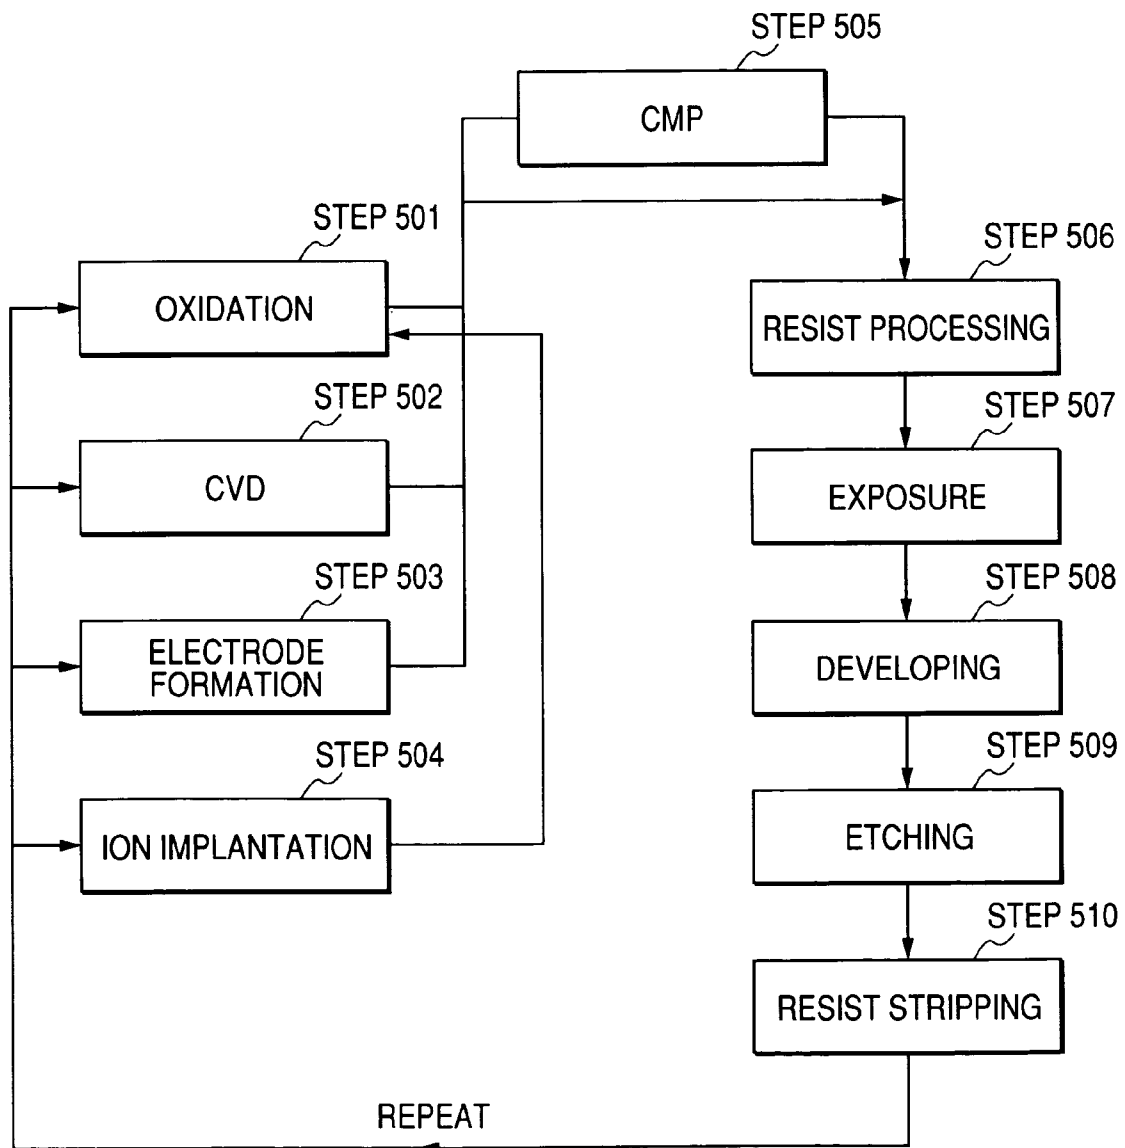 STEP 505
CMP
STEP 501
OXIDATION
STEP 506
RESIST PROCESSING
STEP 502
CVD
STEP 507
EXPOSURE
STEP 503
ELECTRODE
FORMATION
STEP 508
DEVELOPING
STEP 504
ION IMPLANTATION
STEP 509
ETCHING
STEP 510
RESIST STRIPPING
REPEAT